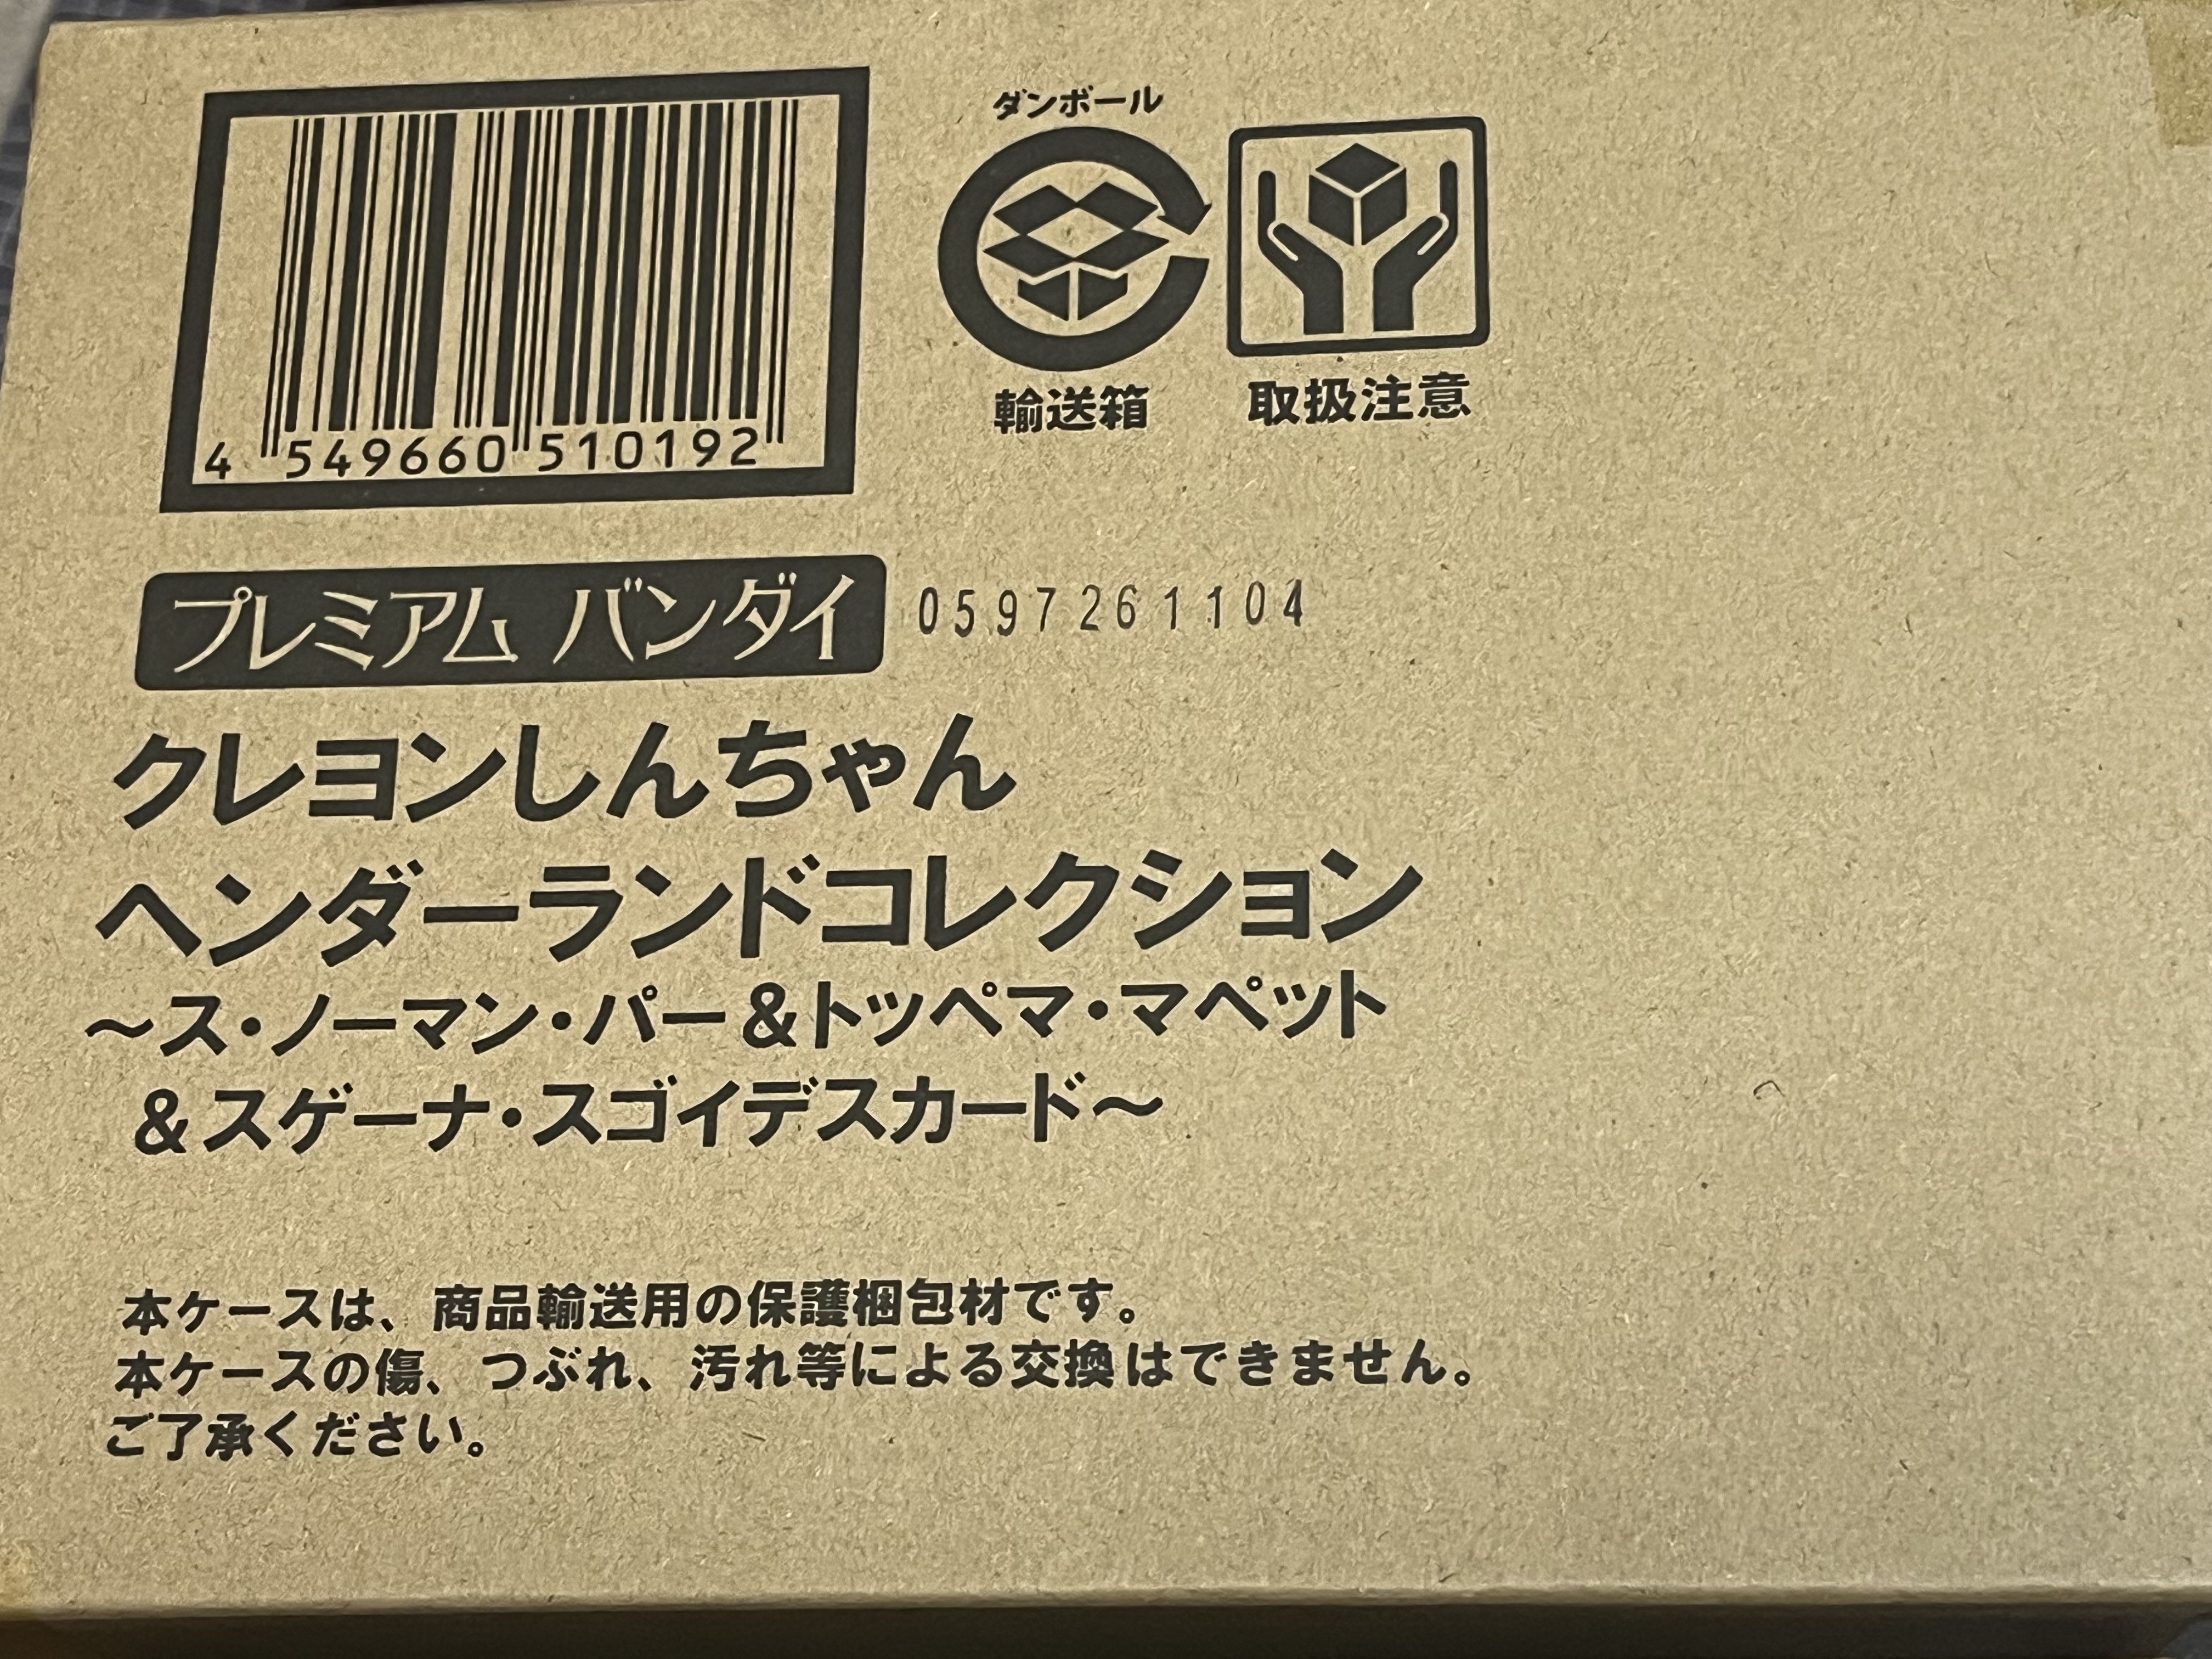 ダンボール
輸送箱
取扱注意
4 549660 510192
プレミアム バンダイ
0597261104
クレヨンしんちゃん
ヘンダーランドコレクション
～ス・ノーマン・パー&トッペマ・マペット
&スゲーナ・スゴイデスカード～
本ケースは、商品輸送用の保護梱包材です。
本ケースの傷、つぶれ、汚れ等による交換はできません。
ご了承ください。